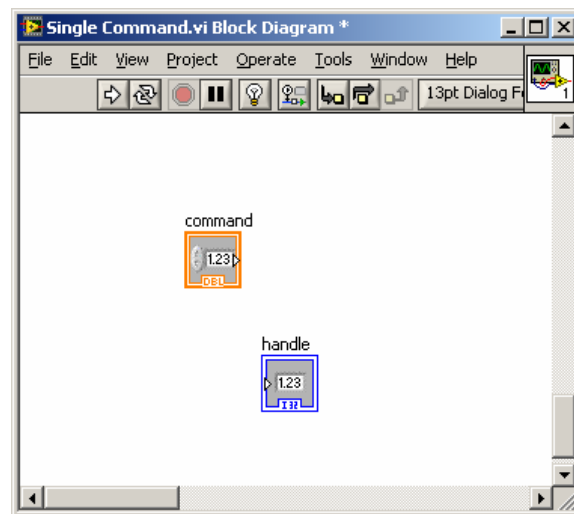 Single Command.vi Block Diagram *
File Edit View Project Operate Tools Window Help
13pt Dialog F
1
command
1.23
DBL
handle
1.23
I32